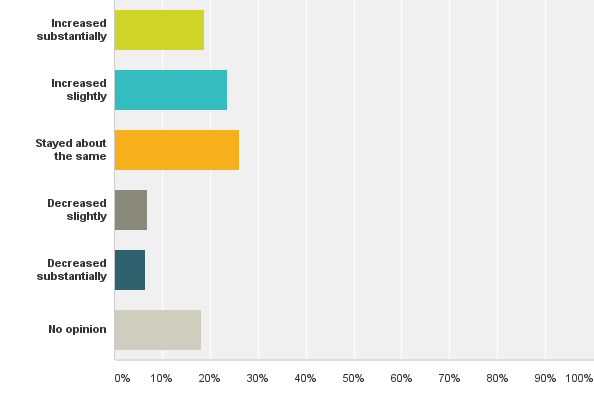 Increased
substantially
Increased
slightly
Stayed about
the same
Decreased
slightly
Decreased
substantially
No opinion
0% 10% 20% 30% 40% 50% 60% 70% 80% 90% 100%